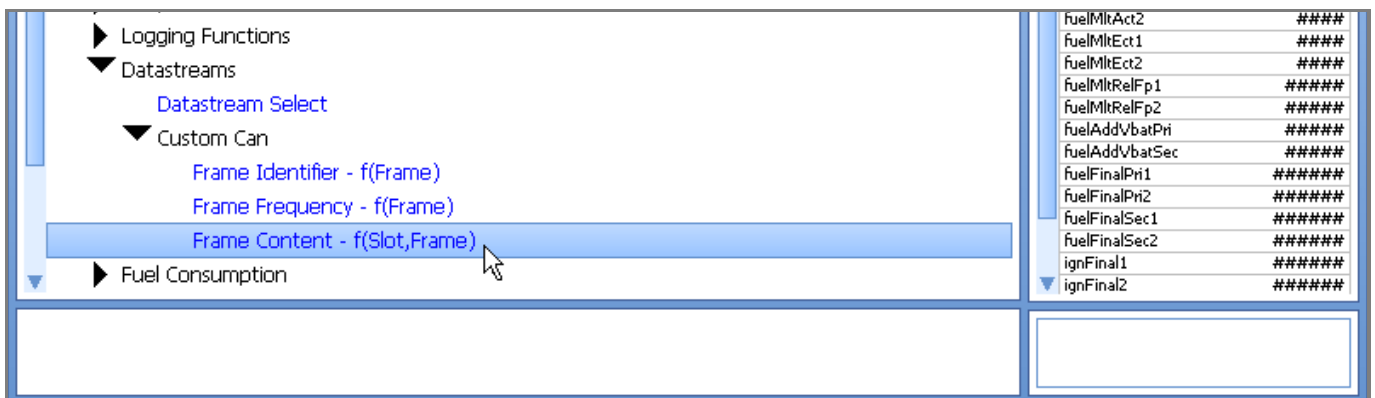 Logging Functions
Datastreams
Datastream Select
Custom Can
Frame Identifier - f(Frame)
Frame Frequency - f(Frame)
Frame Content - f(Slot,Frame)
Fuel Consumption
fuelMltAct2 ####
fuelMltEct1 ####
fuelMltEct2 ####
fuelMltRelFp1 #####
fuelMltRelFp2 #####
fuelAddVbatPri #####
fuelAddVbatSec #####
fuelFinalPri1 ######
fuelFinalPri2 ######
fuelFinalSec1 ######
fuelFinalSec2 ######
ignFinal1 ######
ignFinal2 ######